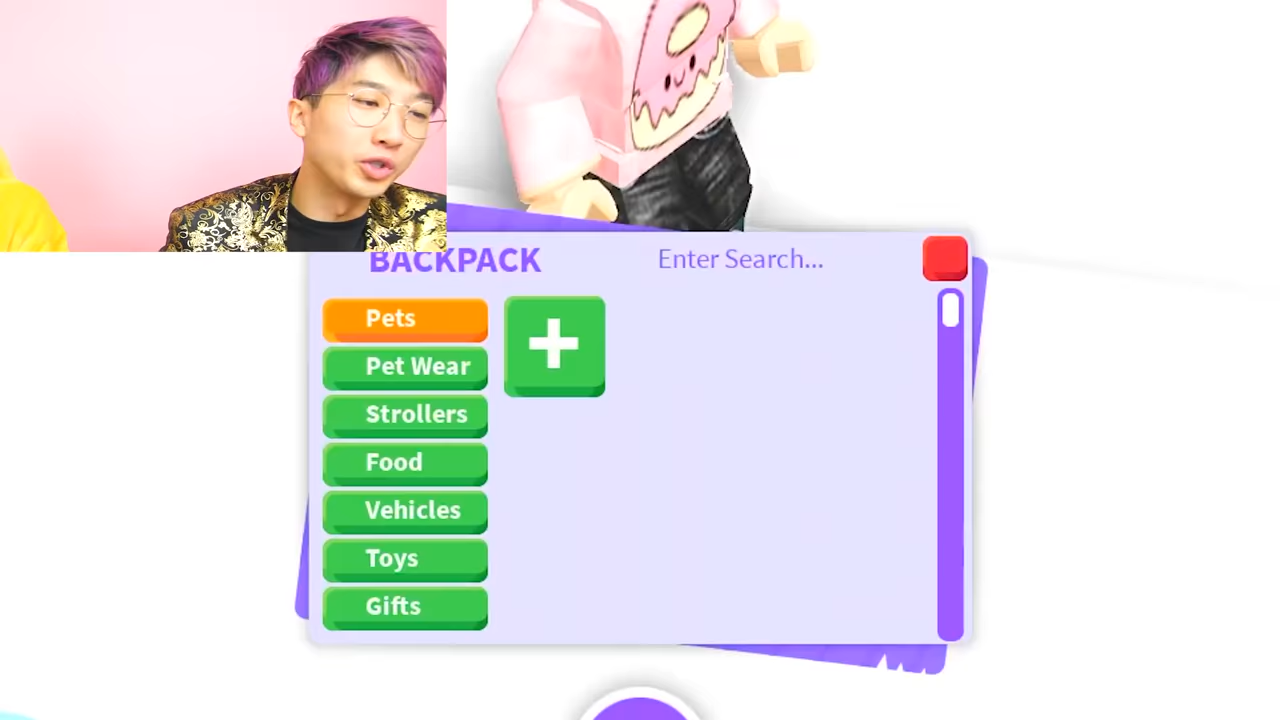 BACKPACK
Enter Search...
Pets
Pet Wear
Strollers
Food
Vehicles
Toys
Gifts